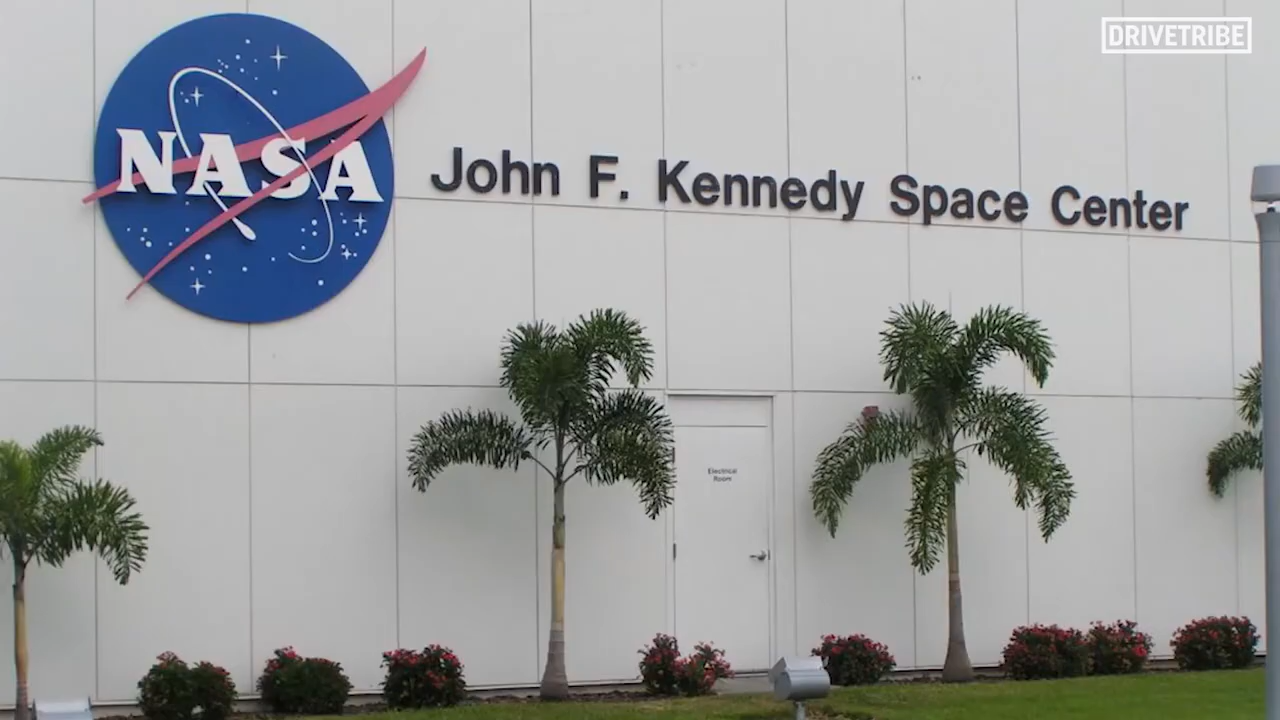 DRIVETRIBE
NASA
John F. Kennedy Space Center
Electrical
Room